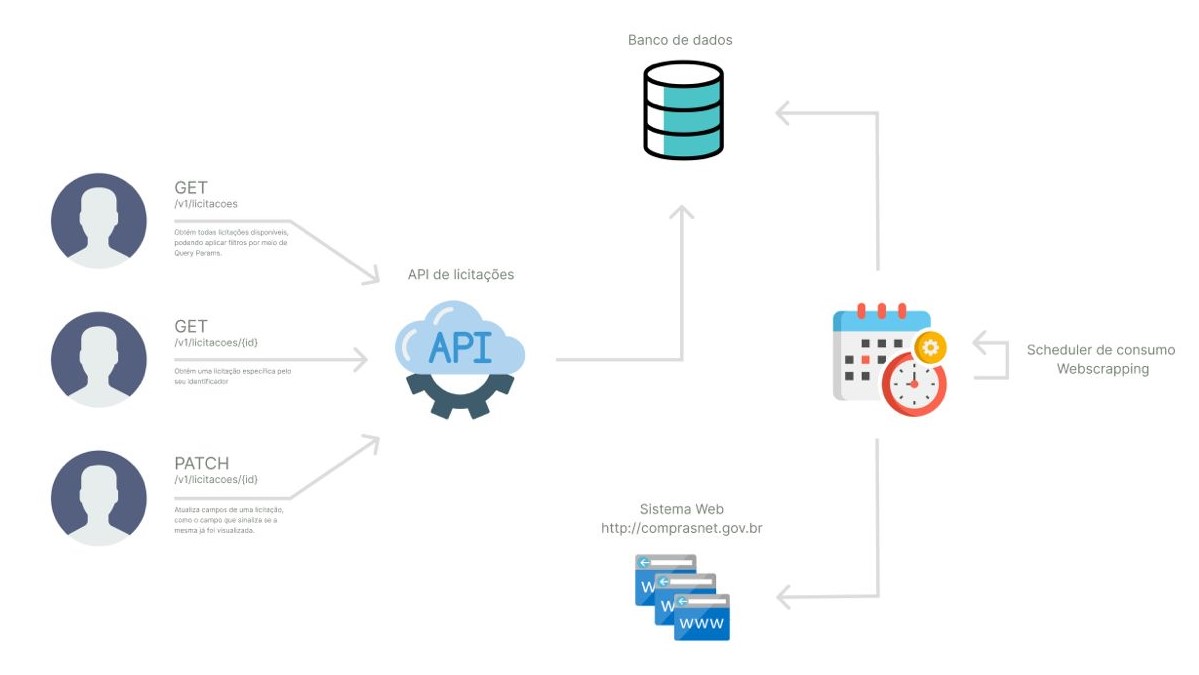 Banco de dados
GET
/v1/licitacoes
Obtém todas licitações disponíveis,
podendo aplicar filtros por meio de
Query Params.
API de licitações
API
GET
/v1/licitacoes/{id}
Obtém uma licitação específica pelo
seu identificador
Scheduler de consumo
Webscrapping
PATCH
/v1/licitacoes/{id}
Atualiza campos de uma licitação,
como o campo que sinaliza se a
mesma já foi visualizada.
Sistema Web
http://comprasnet.gov.br
W
W
WWW